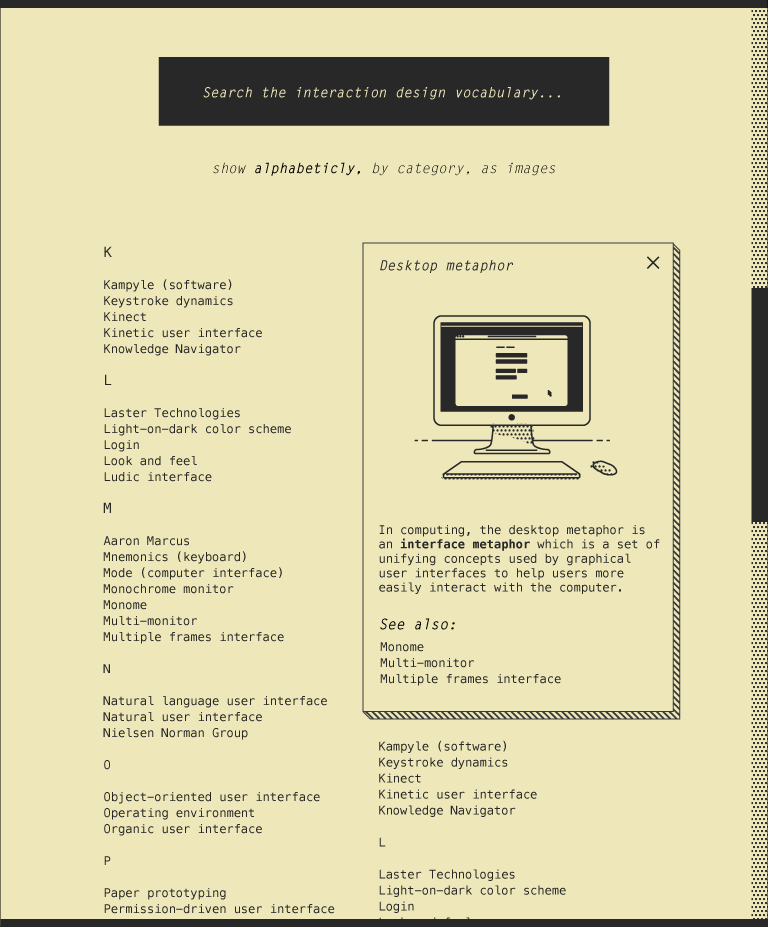 Search the interaction design vocabulary...
show alphabeticly, by category, as images
K
Kampyle (software)
Keystroke dynamics
Kinect
Kinetic user interface
Knowledge Navigator
L
Laster Technologies
Light-on-dark color scheme
Login
Look and feel
Ludic interface
M
Aaron Marcus
Mnemonics (keyboard)
Mode (computer interface)
Monochrome monitor
Monome
Multi-monitor
Multiple frames interface
N
Natural language user interface
Natural user interface
Nielsen Norman Group
O
Object-oriented user interface
Operating environment
Organic user interface
P
Paper prototyping
Permission-driven user interface
Desktop metaphor
In computing, the desktop metaphor is
an interface metaphor which is a set of
unifying concepts used by graphical
user interfaces to help users more
easily interact with the computer.
See also:
Monome
Multi-monitor
Multiple frames interface
Kampyle (software)
Keystroke dynamics
Kinect
Kinetic user interface
Knowledge Navigator
L
Laster Technologies
Light-on-dark color scheme
Login